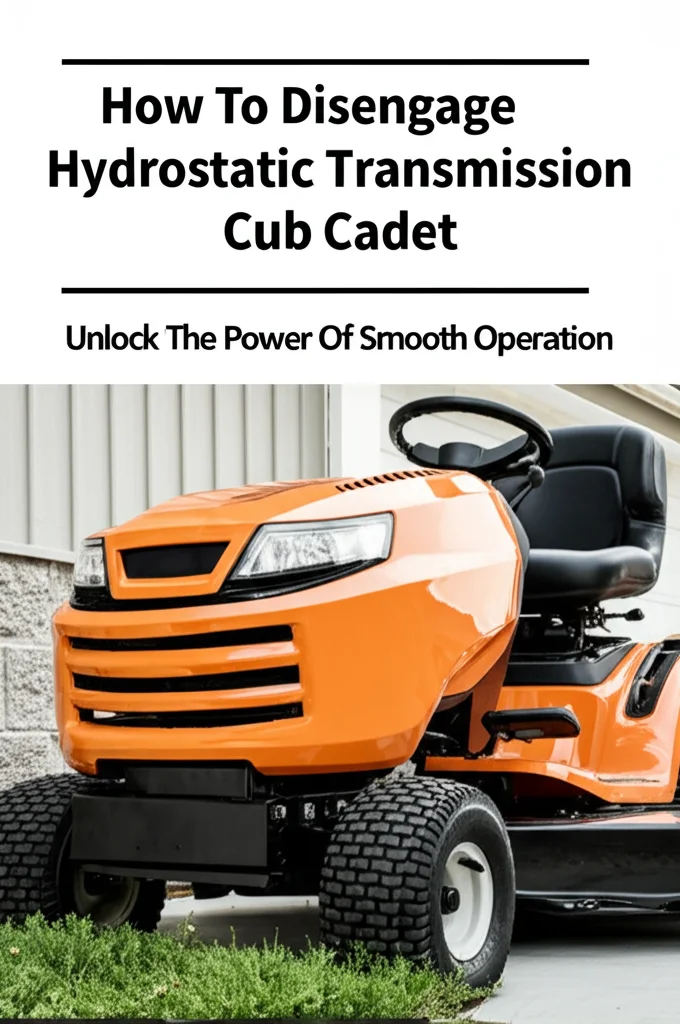 How To Disengage
Hydrostatic Transmission
Cub Cadet
Unlock The Power Of Smooth Operation